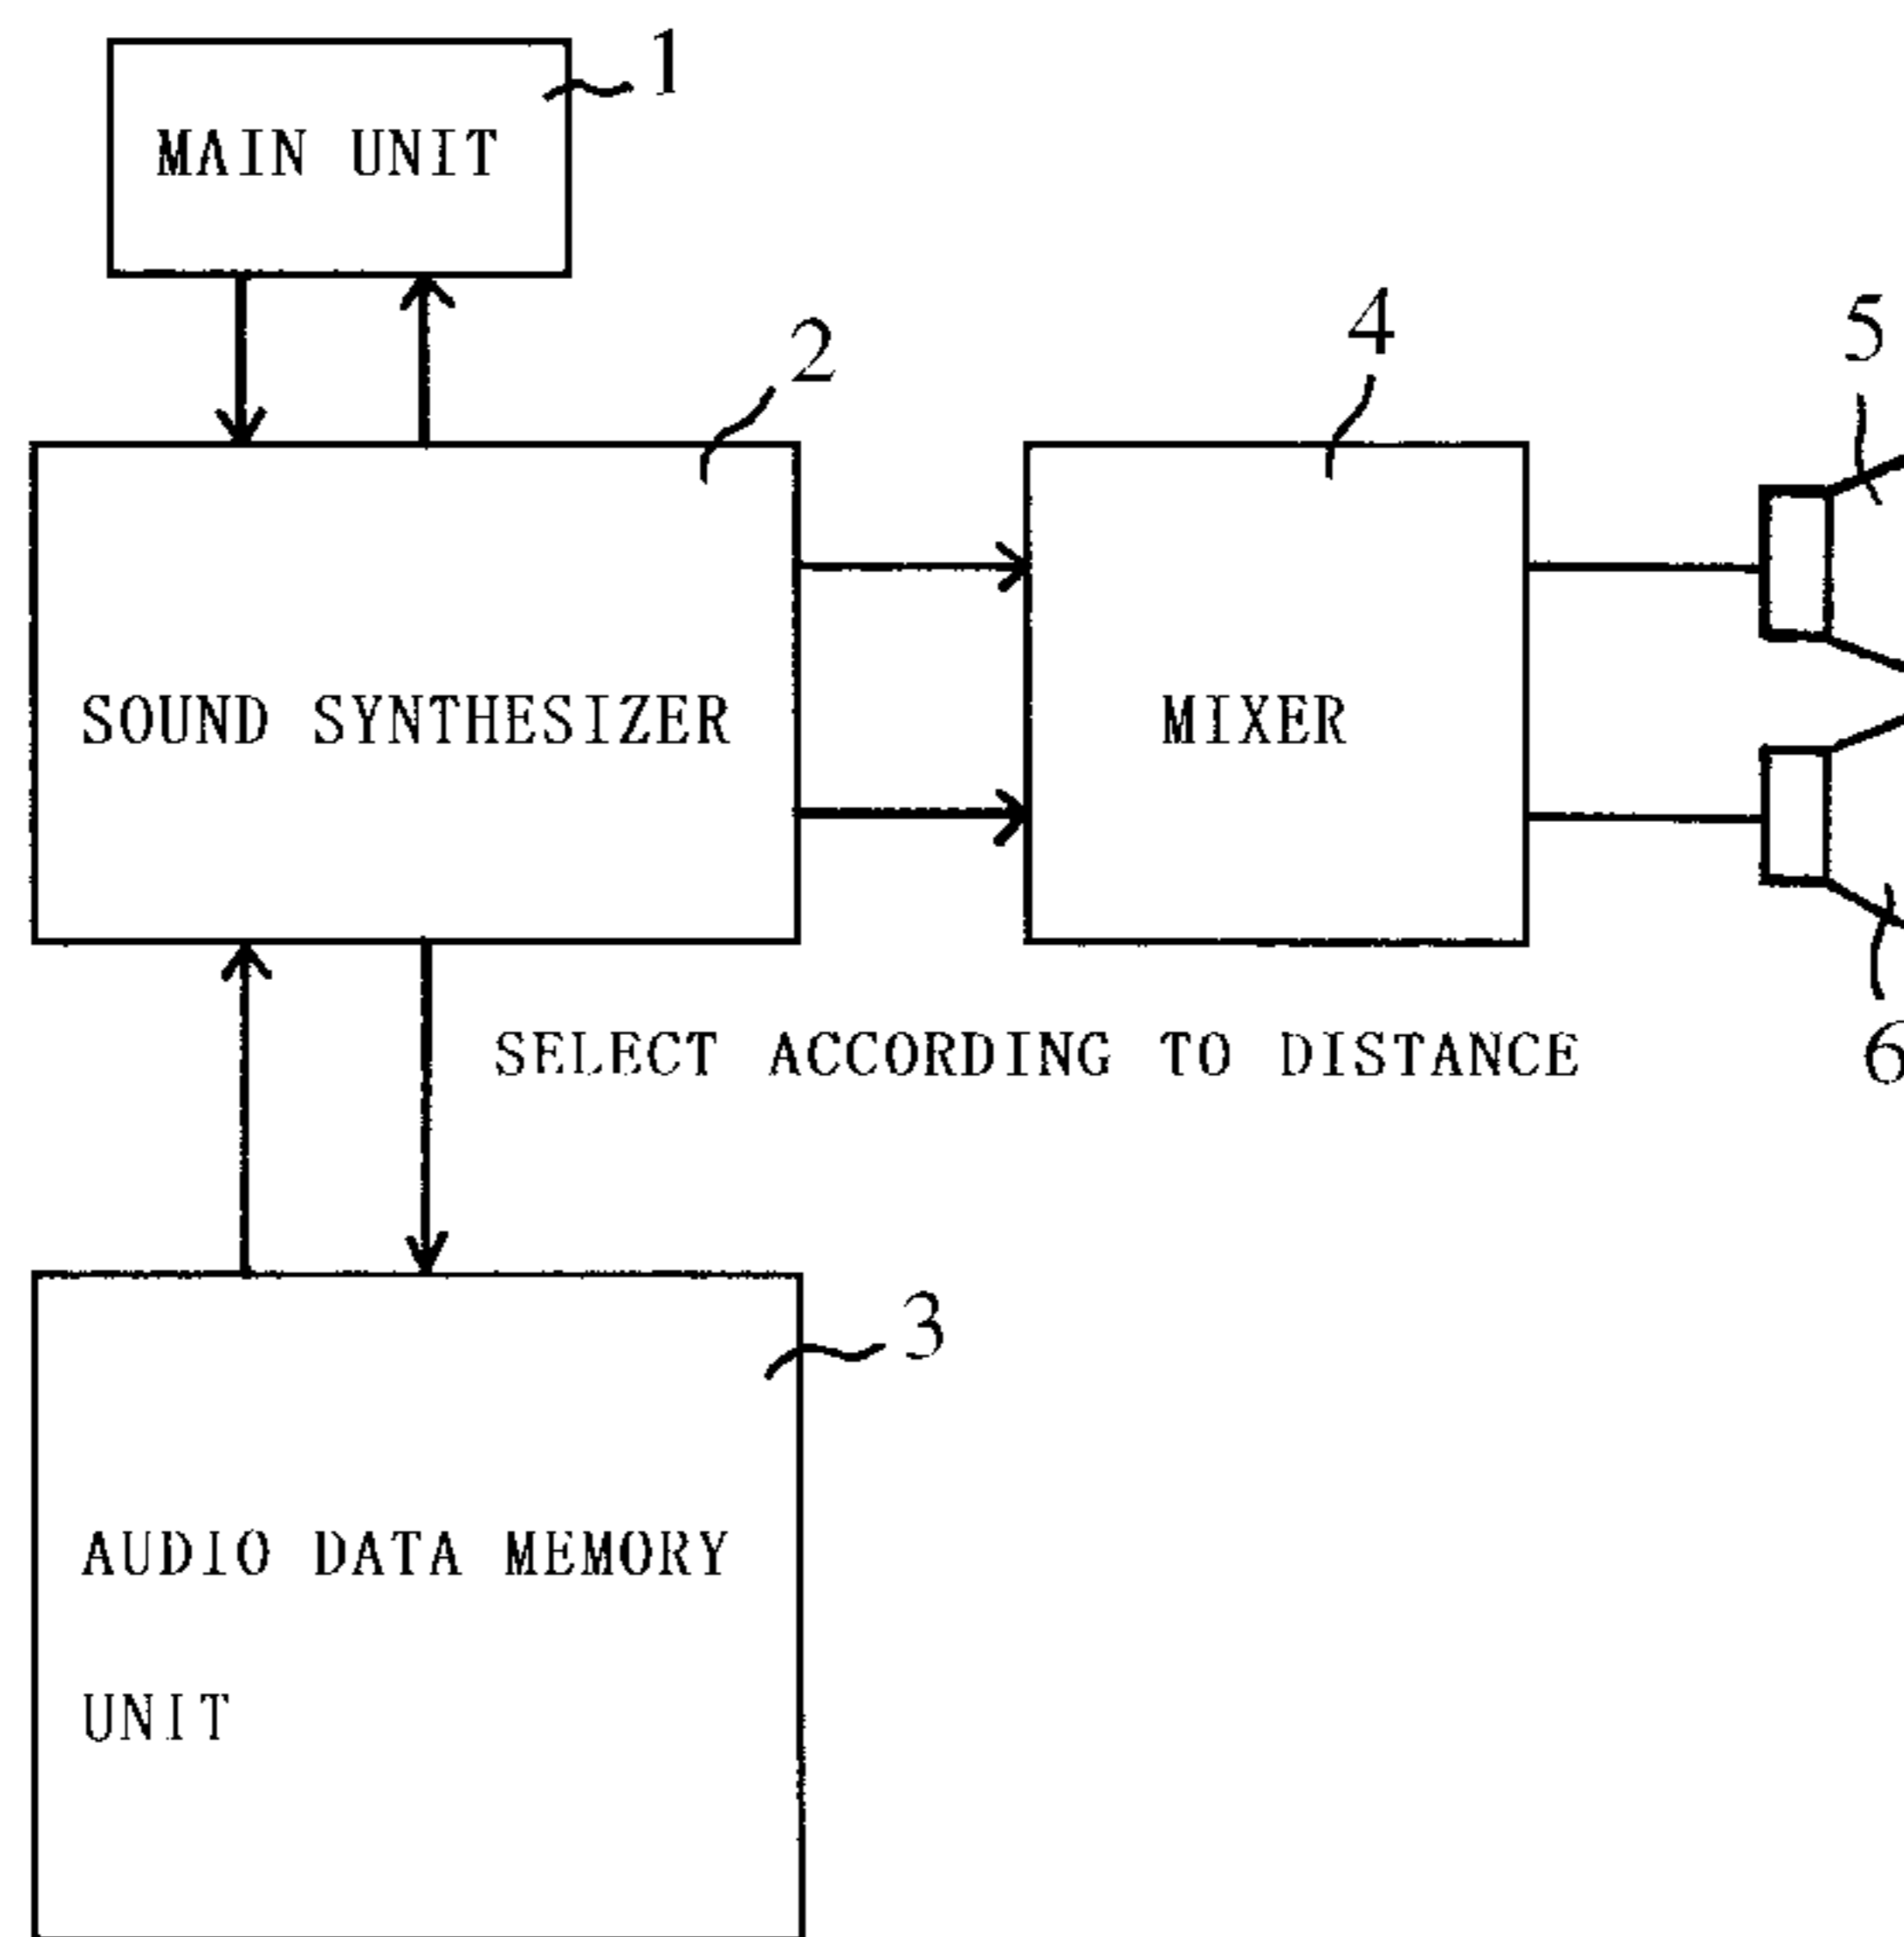 1
MAIN UNIT
2
4
5
SOUND SYNTHESIZER
MIXER
SELECT ACCORDING TO DISTANCE
6
3
AUDIO DATA MEMORY
UNIT